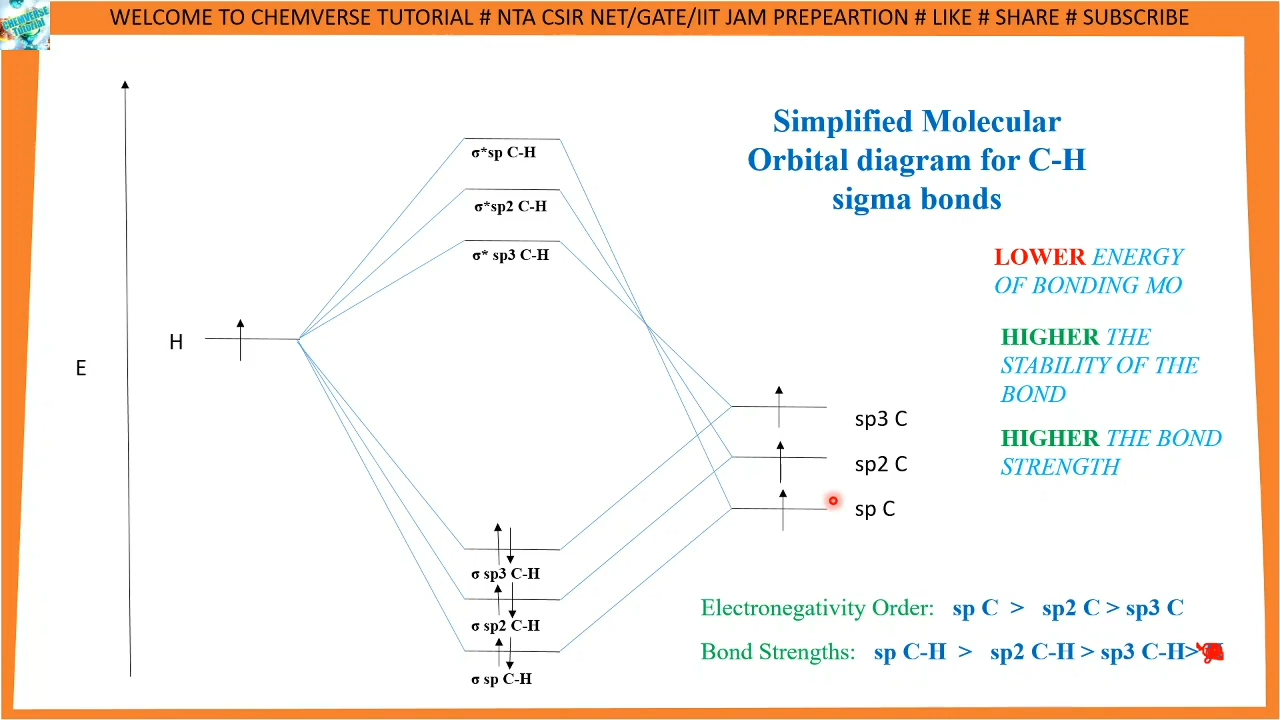 WELCOME TO CHEMVERSE TUTORIAL # NTA CSIR NET/GATE/IIT JAM PREPEARTION # LIKE # SHARE # SUBSCRIBE
CHEMVERSE
TUTORIAL
Simplified Molecular
Orbital diagram for C-H
sigma bonds
σ*sp C-H
σ*sp2 C-H
σ* sp3 C-H
LOWER ENERGY
OF BONDING MO
H
HIGHER THE
STABILITY OF THE
BOND
E
sp3 C
HIGHER THE BOND
STRENGTH
sp2 C
sp C
σ sp3 C-H
σ sp2 C-H
σ sp C-H
Electronegativity Order: sp C > sp2 C > sp3 C
Bond Strengths: sp C-H > sp2 C-H > sp3 C-H>